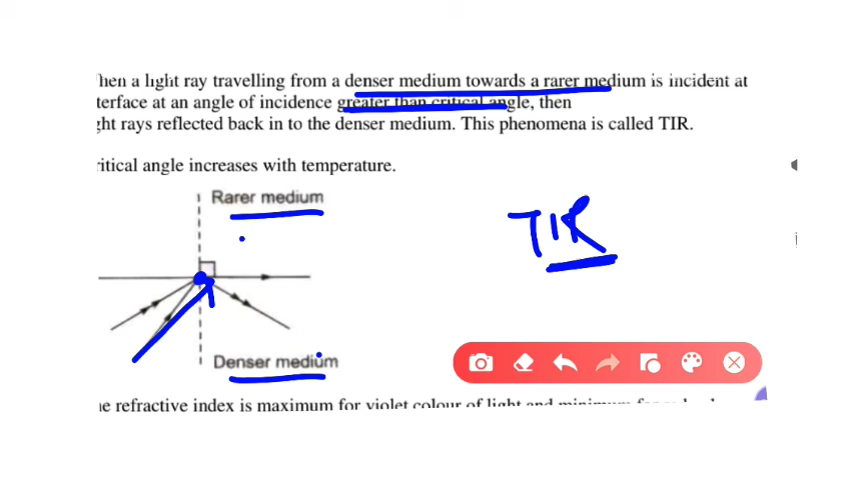 hen a light ray travelling from a denser medium towards a rarer medium is incident at
terface at an angle of incidence greater than critical angle, then
ght rays reflected back in to the denser medium. This phenomena is called TIR.
ritical angle increases with temperature.
Rarer medium
TIR
Denser medium
e refractive index is maximum for violet colour of light and minimum for